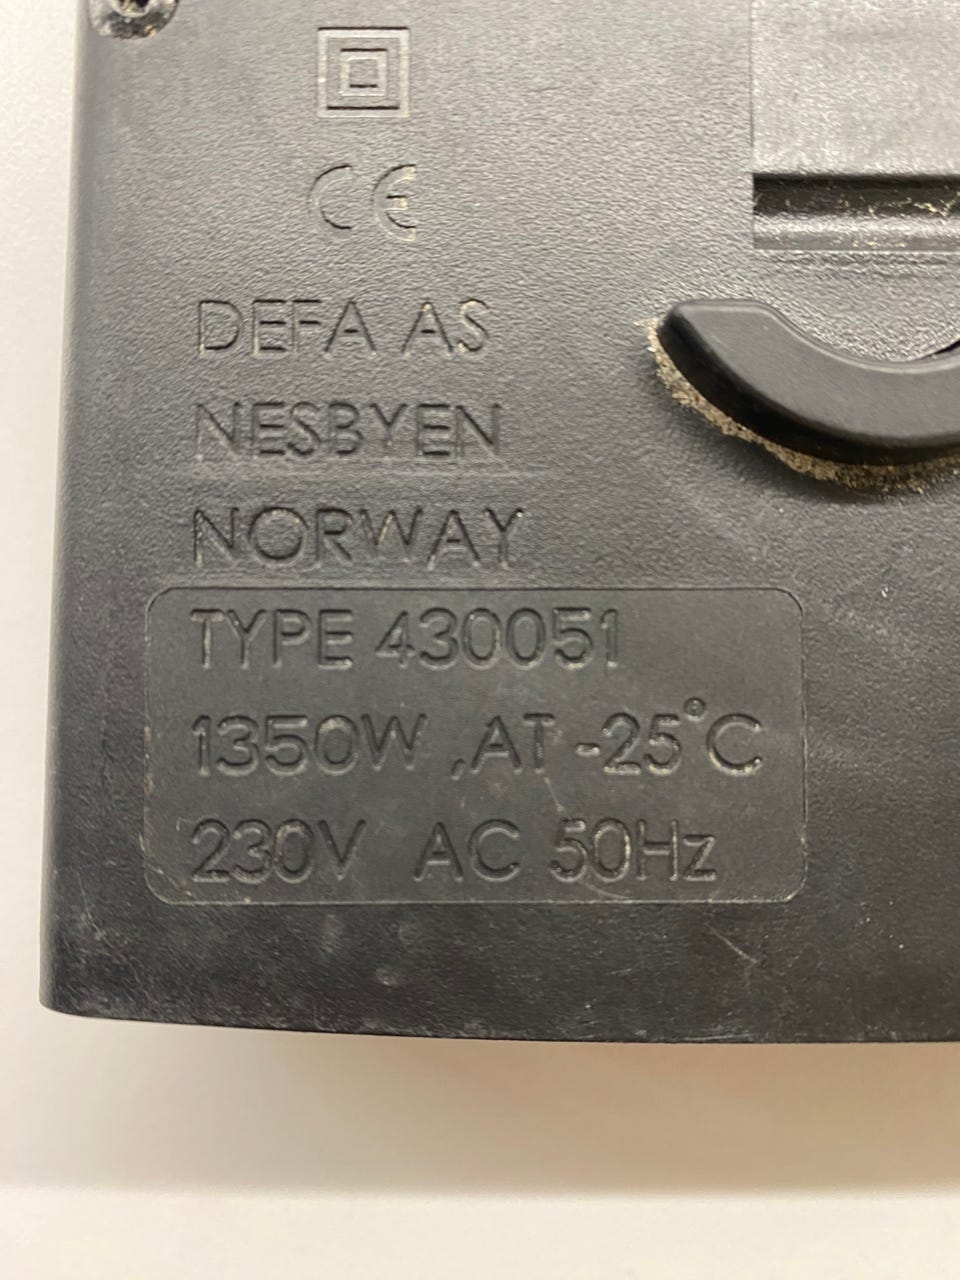 CE
DEFA AS
NESBYEN
NORWAY
TYPE 430051
1350W ,AT -25°C
230V AC 50Hz